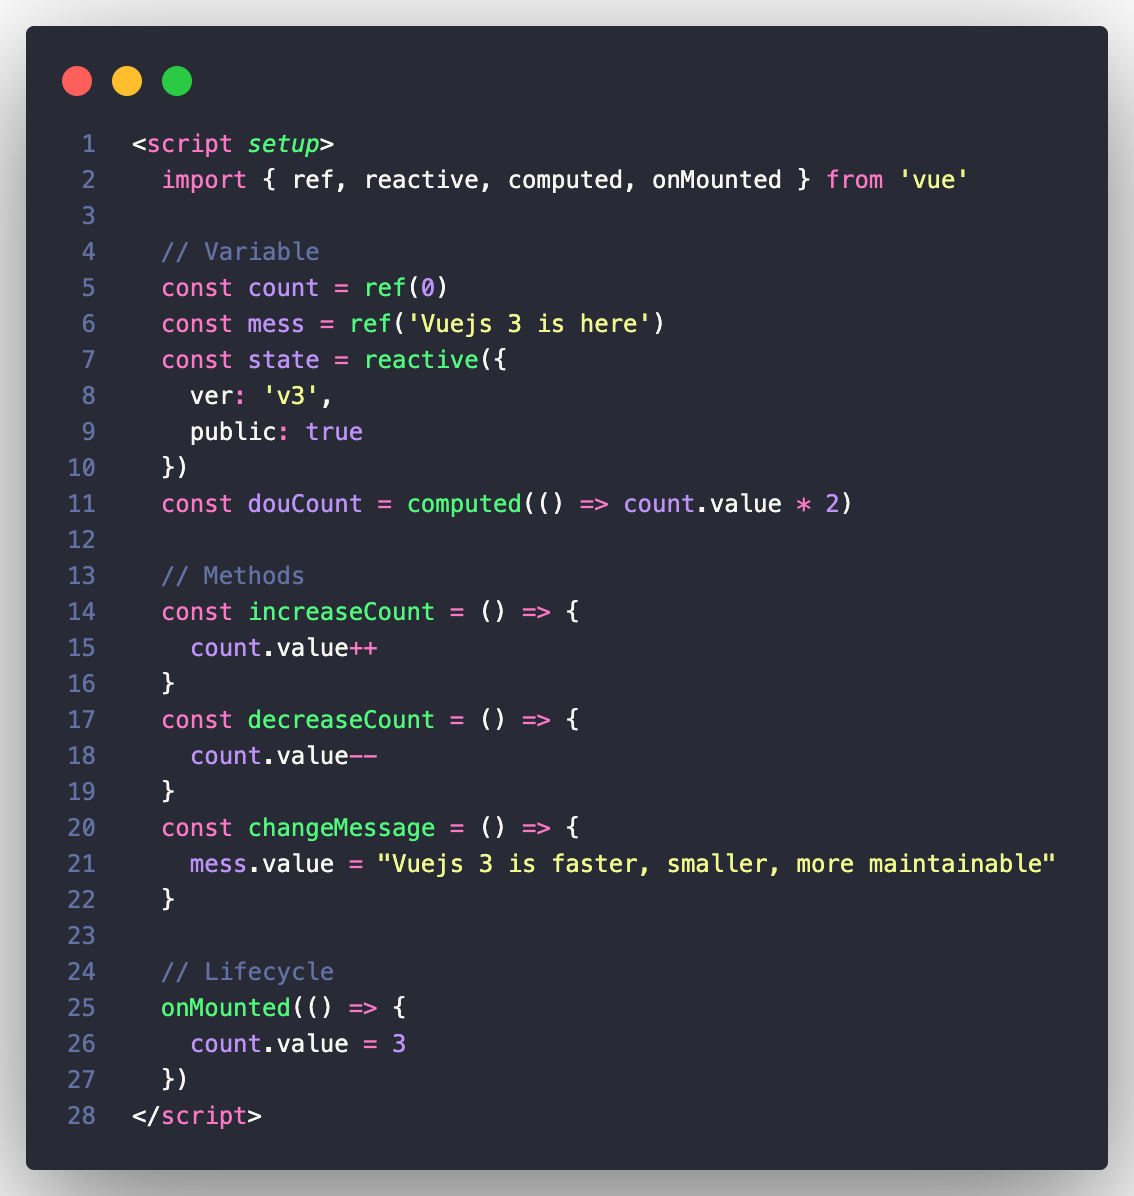 1 <script setup>
2   import { ref, reactive, computed, onMounted } from 'vue'
3
4   // Variable
5   const count = ref(0)
6   const mess = ref('Vuejs 3 is here')
7   const state = reactive({
8     ver: 'v3',
9     public: true
10   })
11   const douCount = computed(() => count.value * 2)
12
13   // Methods
14   const increaseCount = () => {
15     count.value++
16   }
17   const decreaseCount = () => {
18     count.value--
19   }
20   const changeMessage = () => {
21     mess.value = "Vuejs 3 is faster, smaller, more maintainable"
22   }
23
24   // Lifecycle
25   onMounted(() => {
26     count.value = 3
27   })
28 </script>